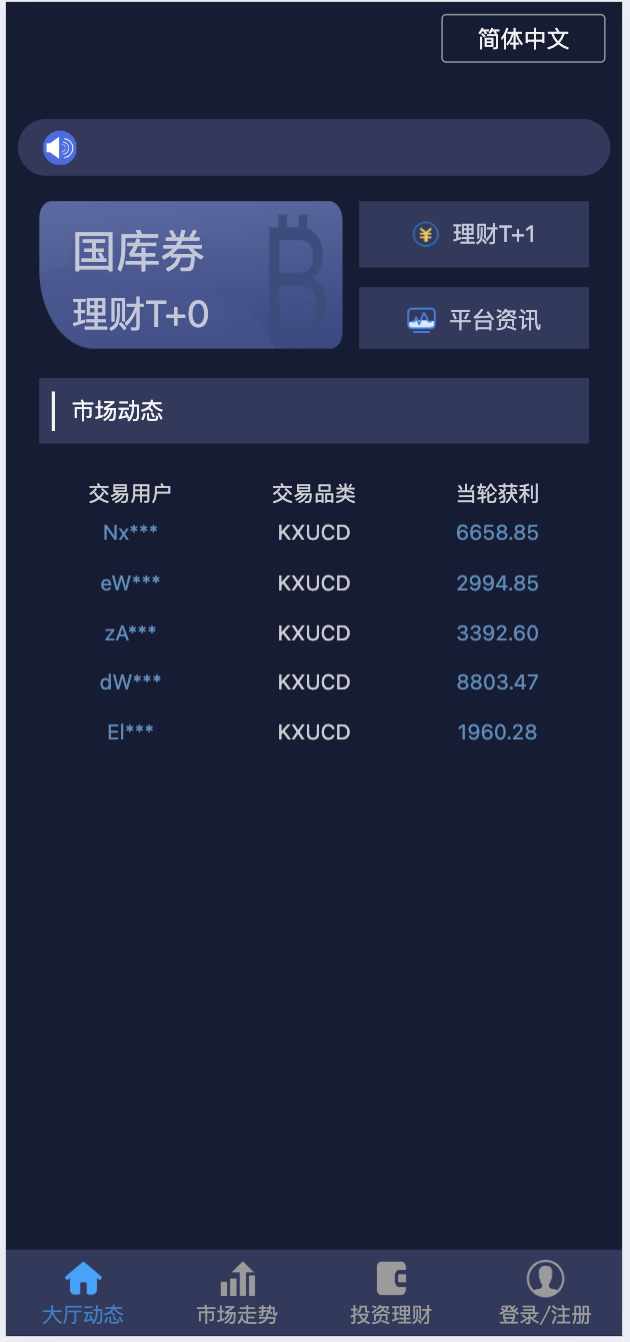 简体中文
国库券
理财T+0
理财T+1
平台资讯
市场动态
交易用户 交易品类 当轮获利
Nx*** KXUCD 6658.85
eW*** KXUCD 2994.85
zA*** KXUCD 3392.60
dW*** KXUCD 8803.47
El*** KXUCD 1960.28
大厅动态 市场走势 投资理财 登录/注册